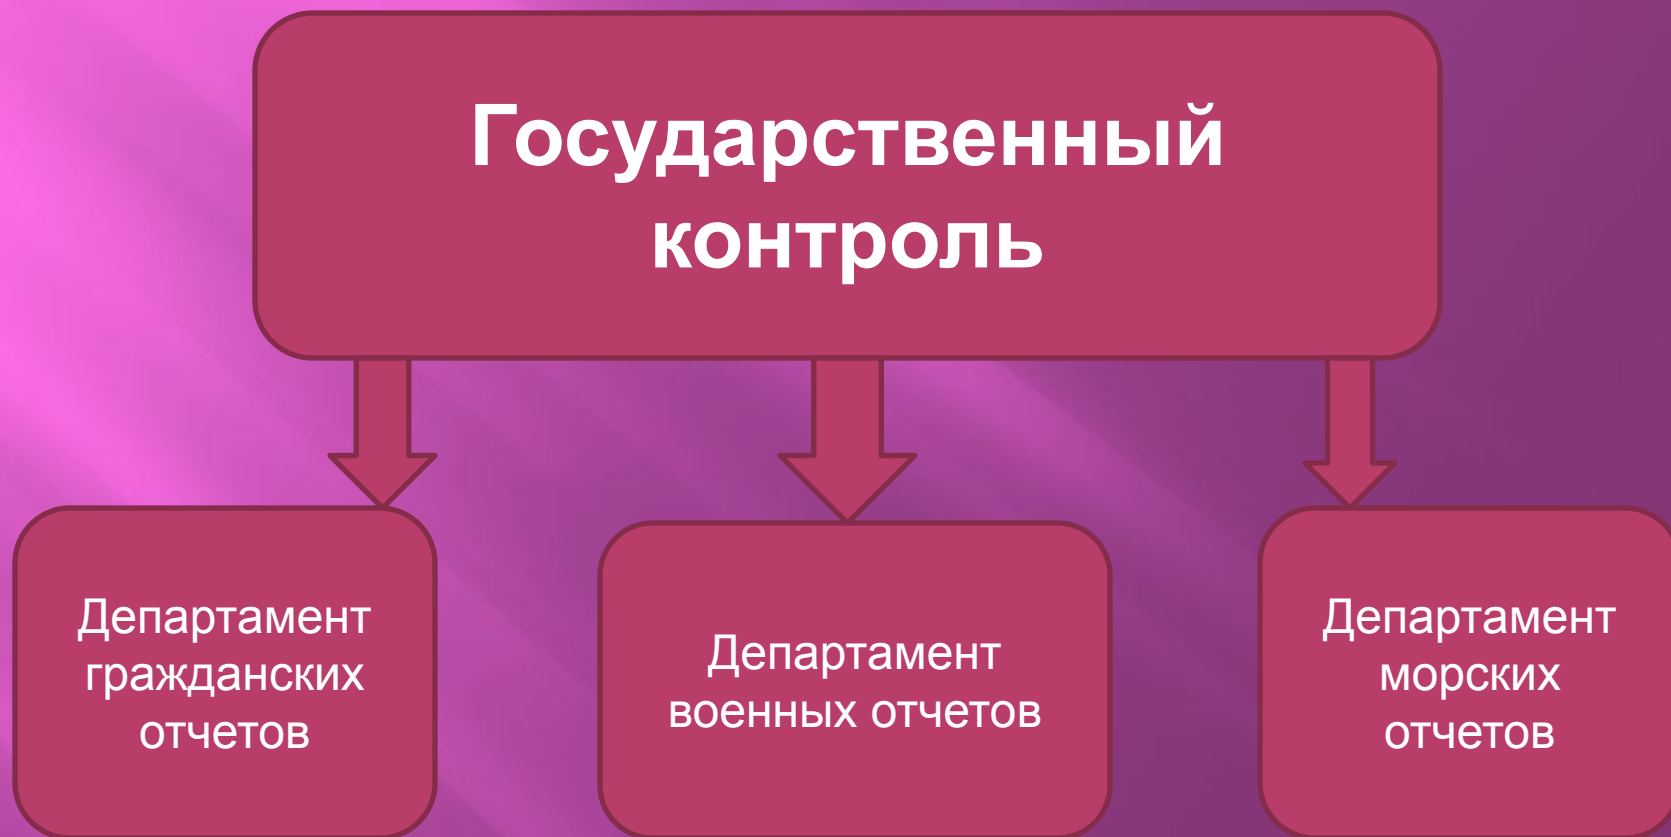 Государственный
контроль
Департамент
гражданских
отчетов
Департамент
военных отчетов
Департамент
морских
отчетов